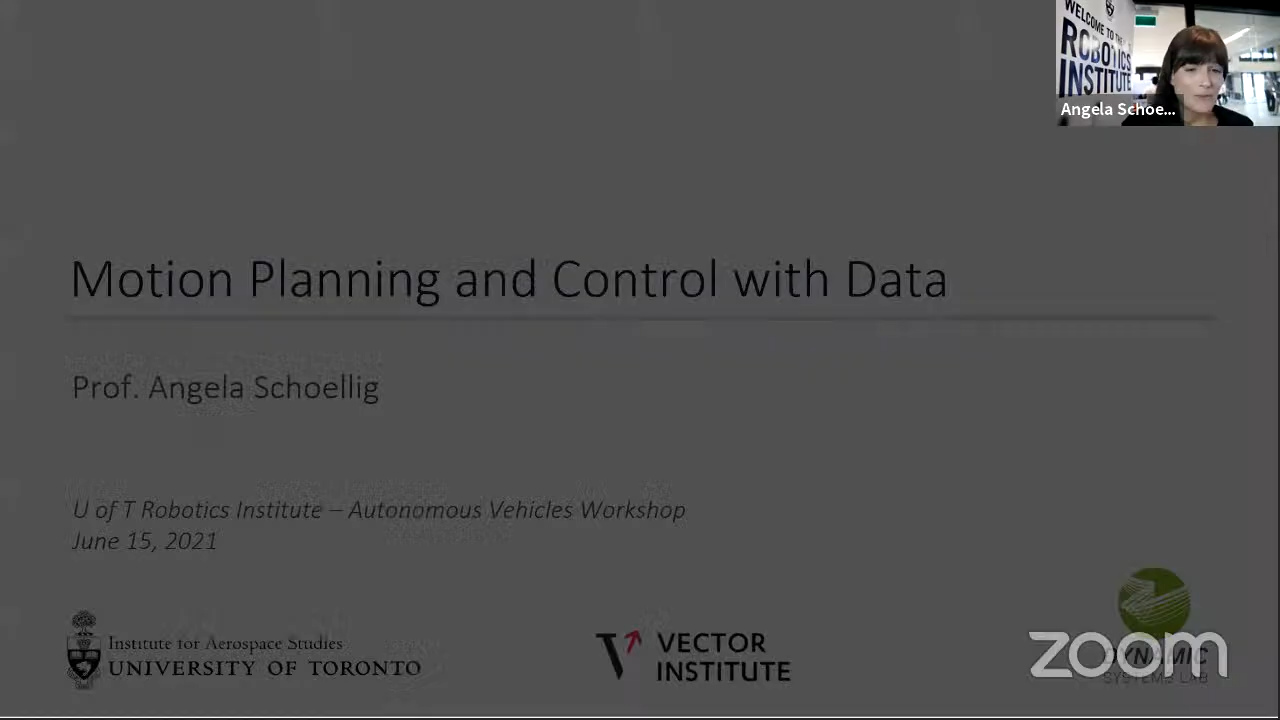 WELCOME TO THE
ROBOTICS
INSTITUTE
Angela Schoe...
Motion Planning and Control with Data
Prof. Angela Schoellig
U of T Robotics Institute – Autonomous Vehicles Workshop
June 15, 2021
Institute for Aerospace Studies
UNIVERSITY OF TORONTO
VECTOR
INSTITUTE
zoom
DYNAMIC
SYSTEMS LAB